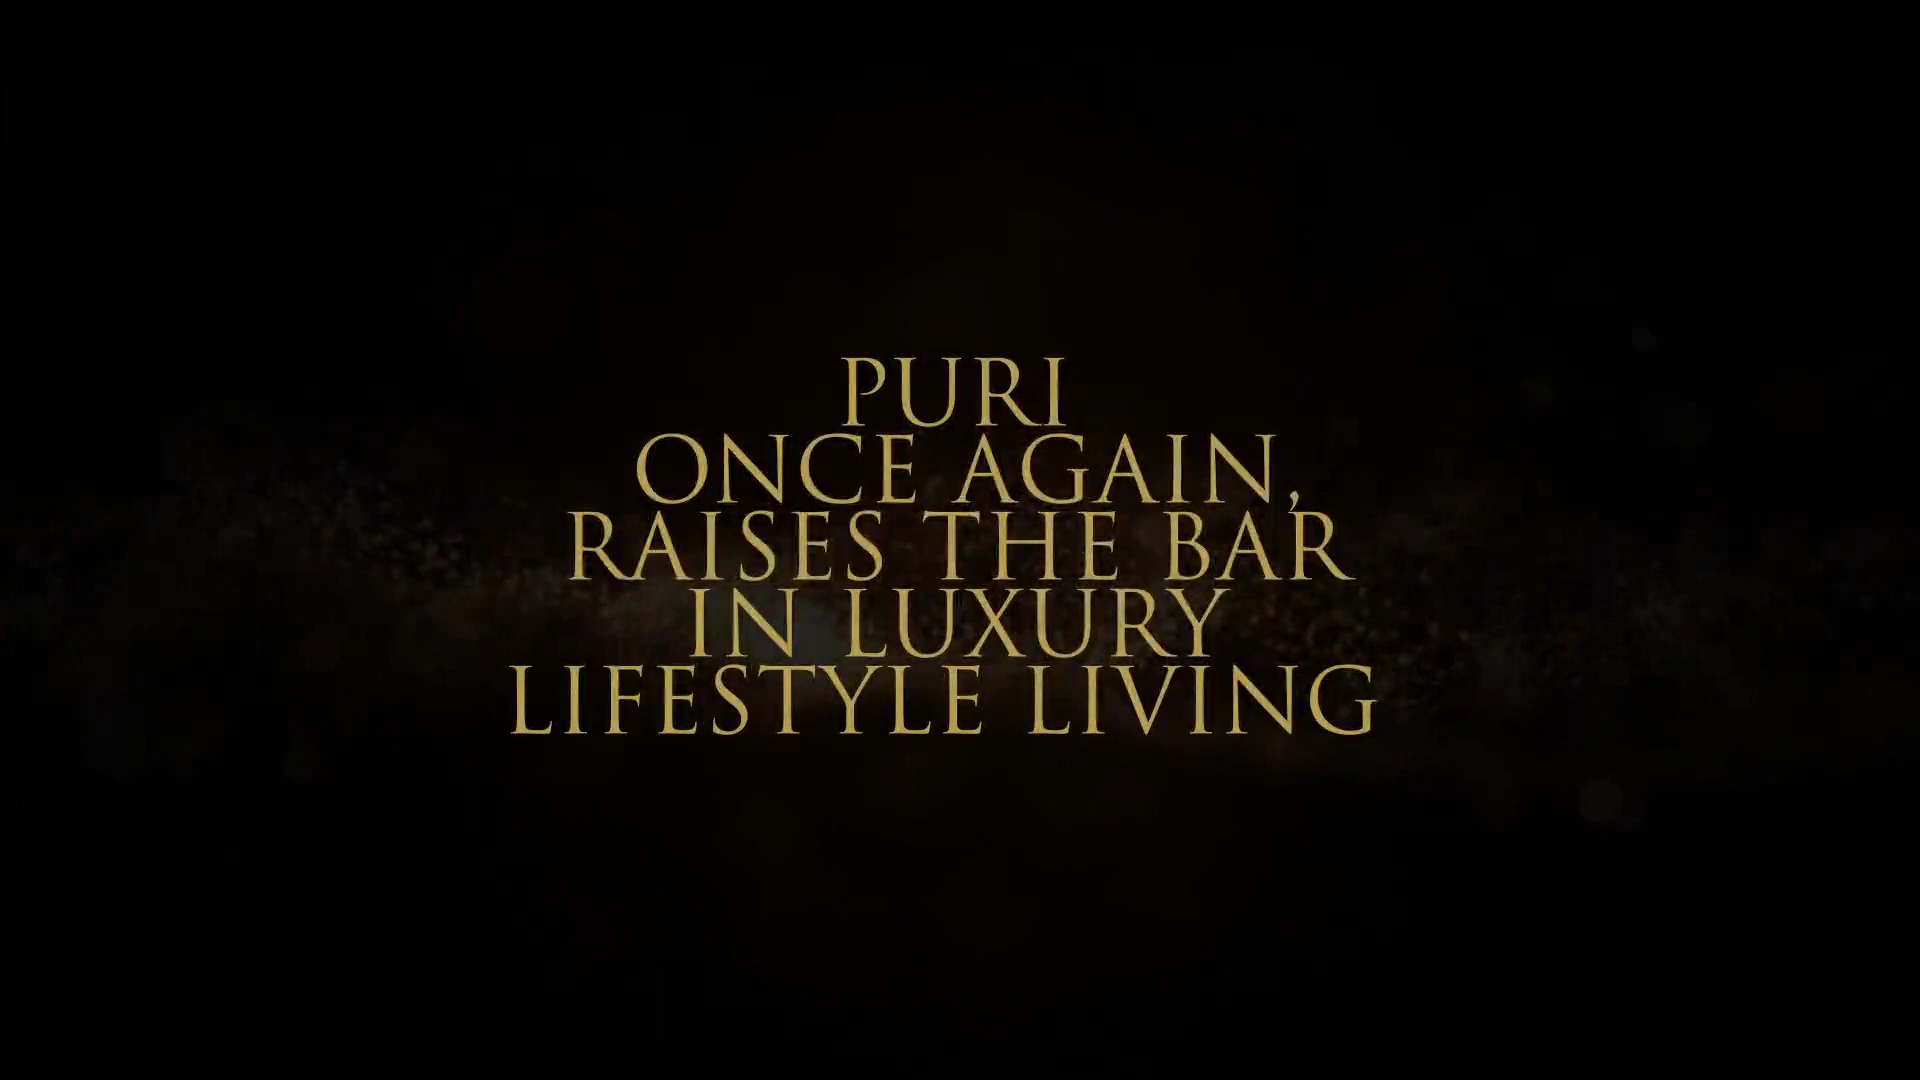 PURI
ONCE AGAIN,
RAISES THE BAR
IN LUXURY
LIFESTYLE LIVING